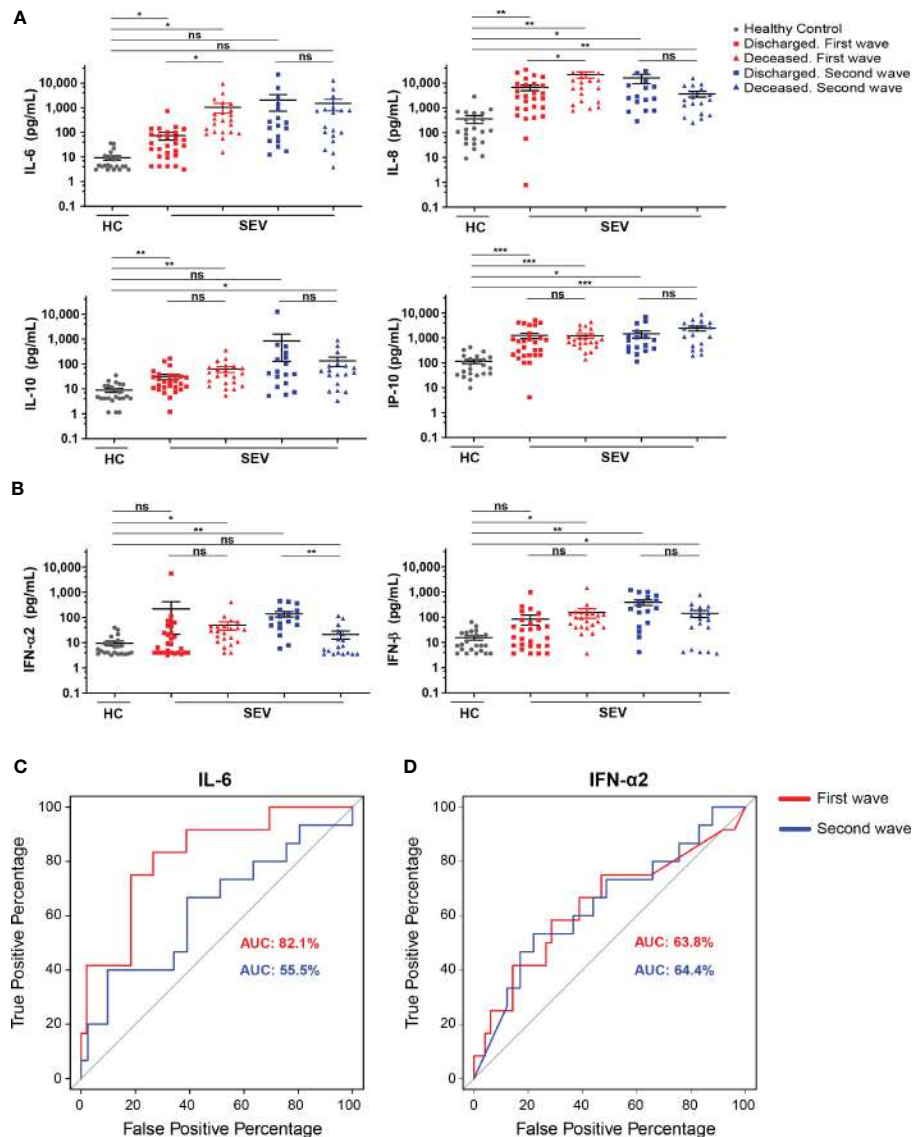 A
*
*
ns
ns
*
ns
IL-6 (pg/mL)
10,000
1,000
100
10
1
0.1
HC
SEV
**
**
*
**
*
ns
IL-8 (pg/mL)
10,000
1,000
100
10
1
0.1
HC
SEV
Healthy Control
Discharged. First wave
Deceased. First wave
Discharged. Second wave
Deceased. Second wave
**
**
ns
*
ns
ns
IL-10 (pg/mL)
10,000
1,000
100
10
1
0.1
HC
SEV
***
***
*
***
ns
ns
IP-10 (pg/mL)
10,000
1,000
100
10
1
0.1
HC
SEV
B
ns
*
**
ns
ns
**
IFN-α2 (pg/mL)
10,000
1,000
100
10
1
0.1
HC
SEV
ns
*
**
*
ns
ns
IFN-β (pg/mL)
10,000
1,000
100
10
1
0.1
HC
SEV
C
IL-6
True Positive Percentage
100
80
60
40
20
0
AUC: 82.1%
AUC: 55.5%
0 20 40 60 80 100
False Positive Percentage
D
IFN-α2
True Positive Percentage
100
80
60
40
20
0
AUC: 63.8%
AUC: 64.4%
0 20 40 60 80 100
False Positive Percentage
First wave
Second wave